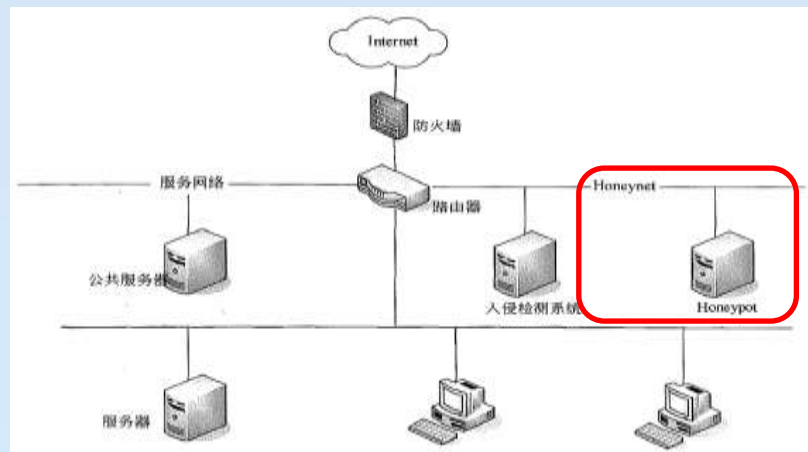 Internet
防火墙
服务网络
Honeynet
路由器
公共服务器
入侵检测系统
Honeypot
服务器